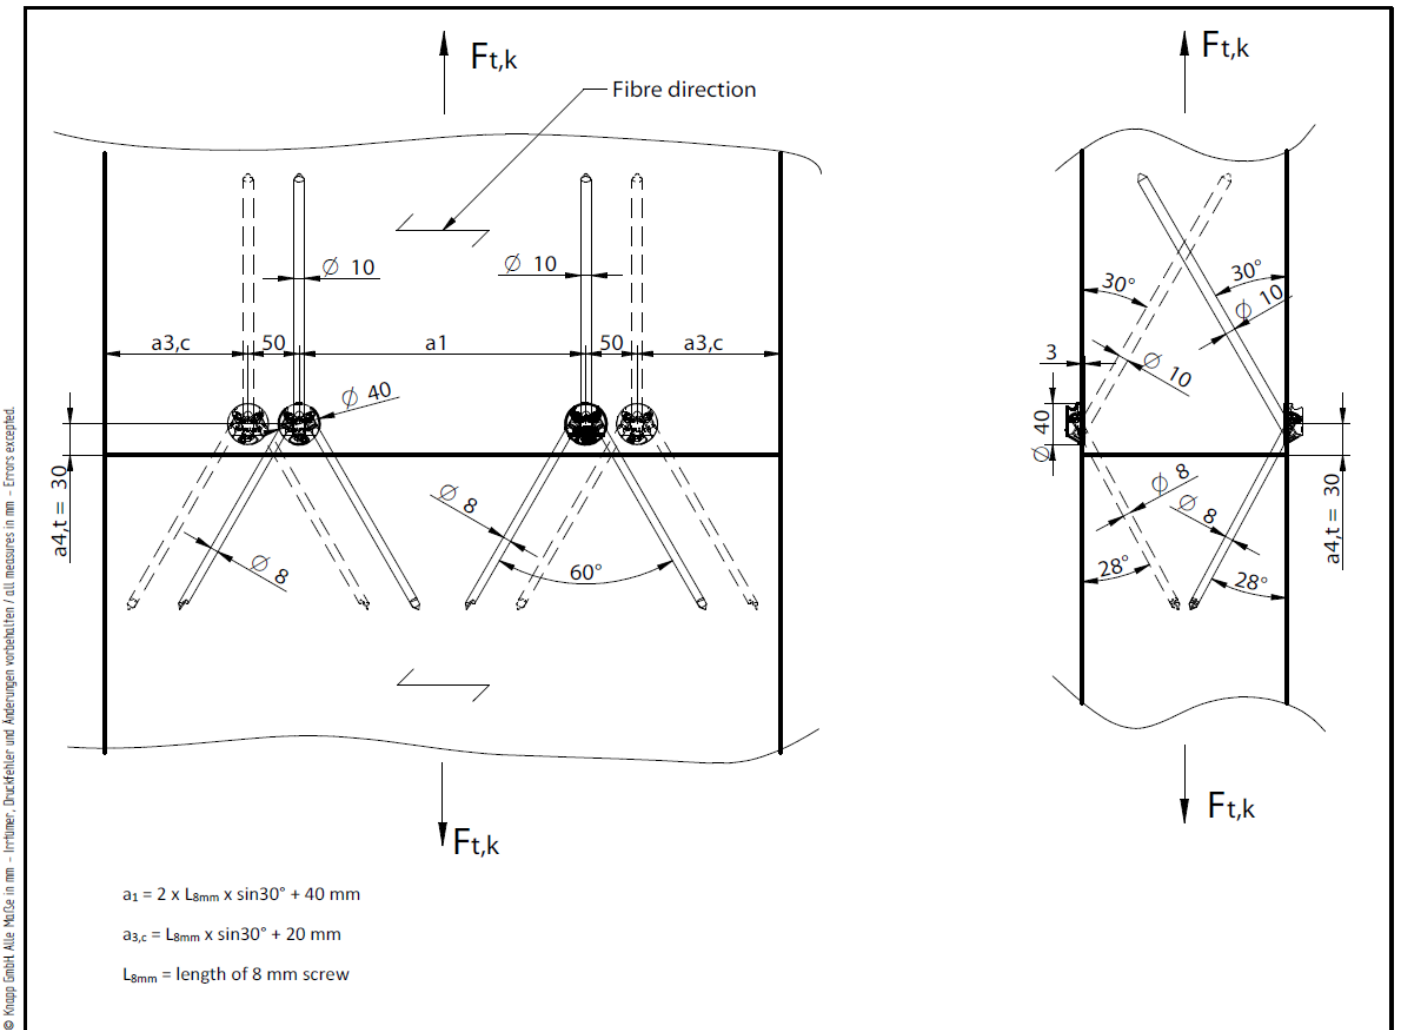 Ft,k
Fibre direction
Ø 10
Ø 10
a3,c
50
a1
50
a3,c
Ø 40
a4,t = 30
Ø 8
Ø 8
60°
Ft,k
a1 = 2 x L8mm x sin30° + 40 mm
a3,c = L8mm x sin30° + 20 mm
L8mm = length of 8 mm screw
Ft,k
30°
30°
Ø 10
3
Ø 10
Ø 40
Ø 8
Ø 8
a4,t = 30
28°
28°
Ft,k
© Knapp GmbH. Alle Maße in mm – Irrtümer, Druckfehler und Änderungen vorbehalten / all measures in mm – Errors excepted.